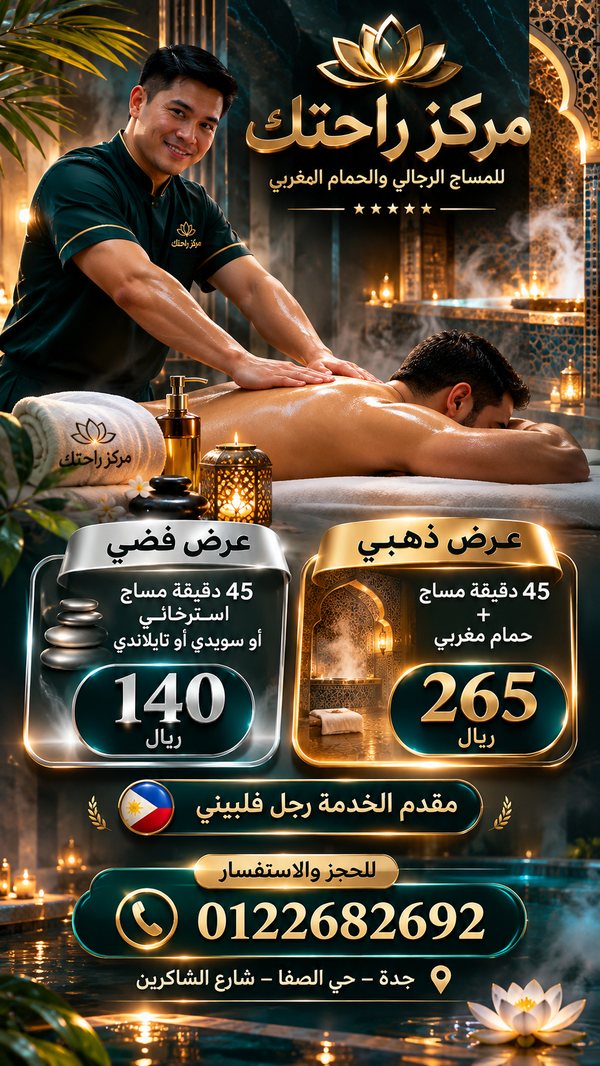 مركز راحتك
للمساج الرجالي والحمام المغربي
مركز راحتك
مركز راحتك
عرض فضي
45 دقيقة مساج
استرخائي
أو سويدي أو تايلاندي
140
ريال
عرض ذهبي
45 دقيقة مساج
+
حمام مغربي
265
ريال
مقدم الخدمة رجل فلبيني
للحجز والاستفسار
0122682692
جدة – حي الصفا – شارع الشاكرين